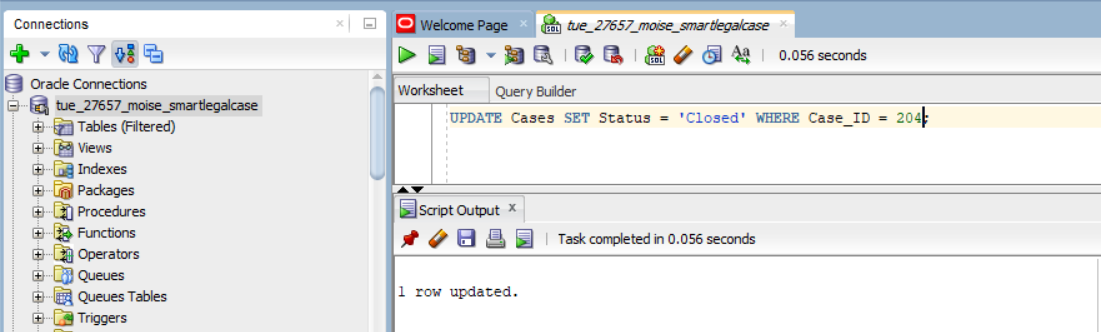 Connections
Oracle Connections
tue_27657_moise_smartlegalcase
Tables (Filtered)
Views
Indexes
Packages
Procedures
Functions
Operators
Queues
Queues Tables
Triggers
Welcome Page
tue_27657_moise_smartlegalcase
SQL
0.056 seconds
Worksheet
Query Builder
UPDATE Cases SET Status = 'Closed' WHERE Case_ID = 204;
Script Output
Task completed in 0.056 seconds
1 row updated.